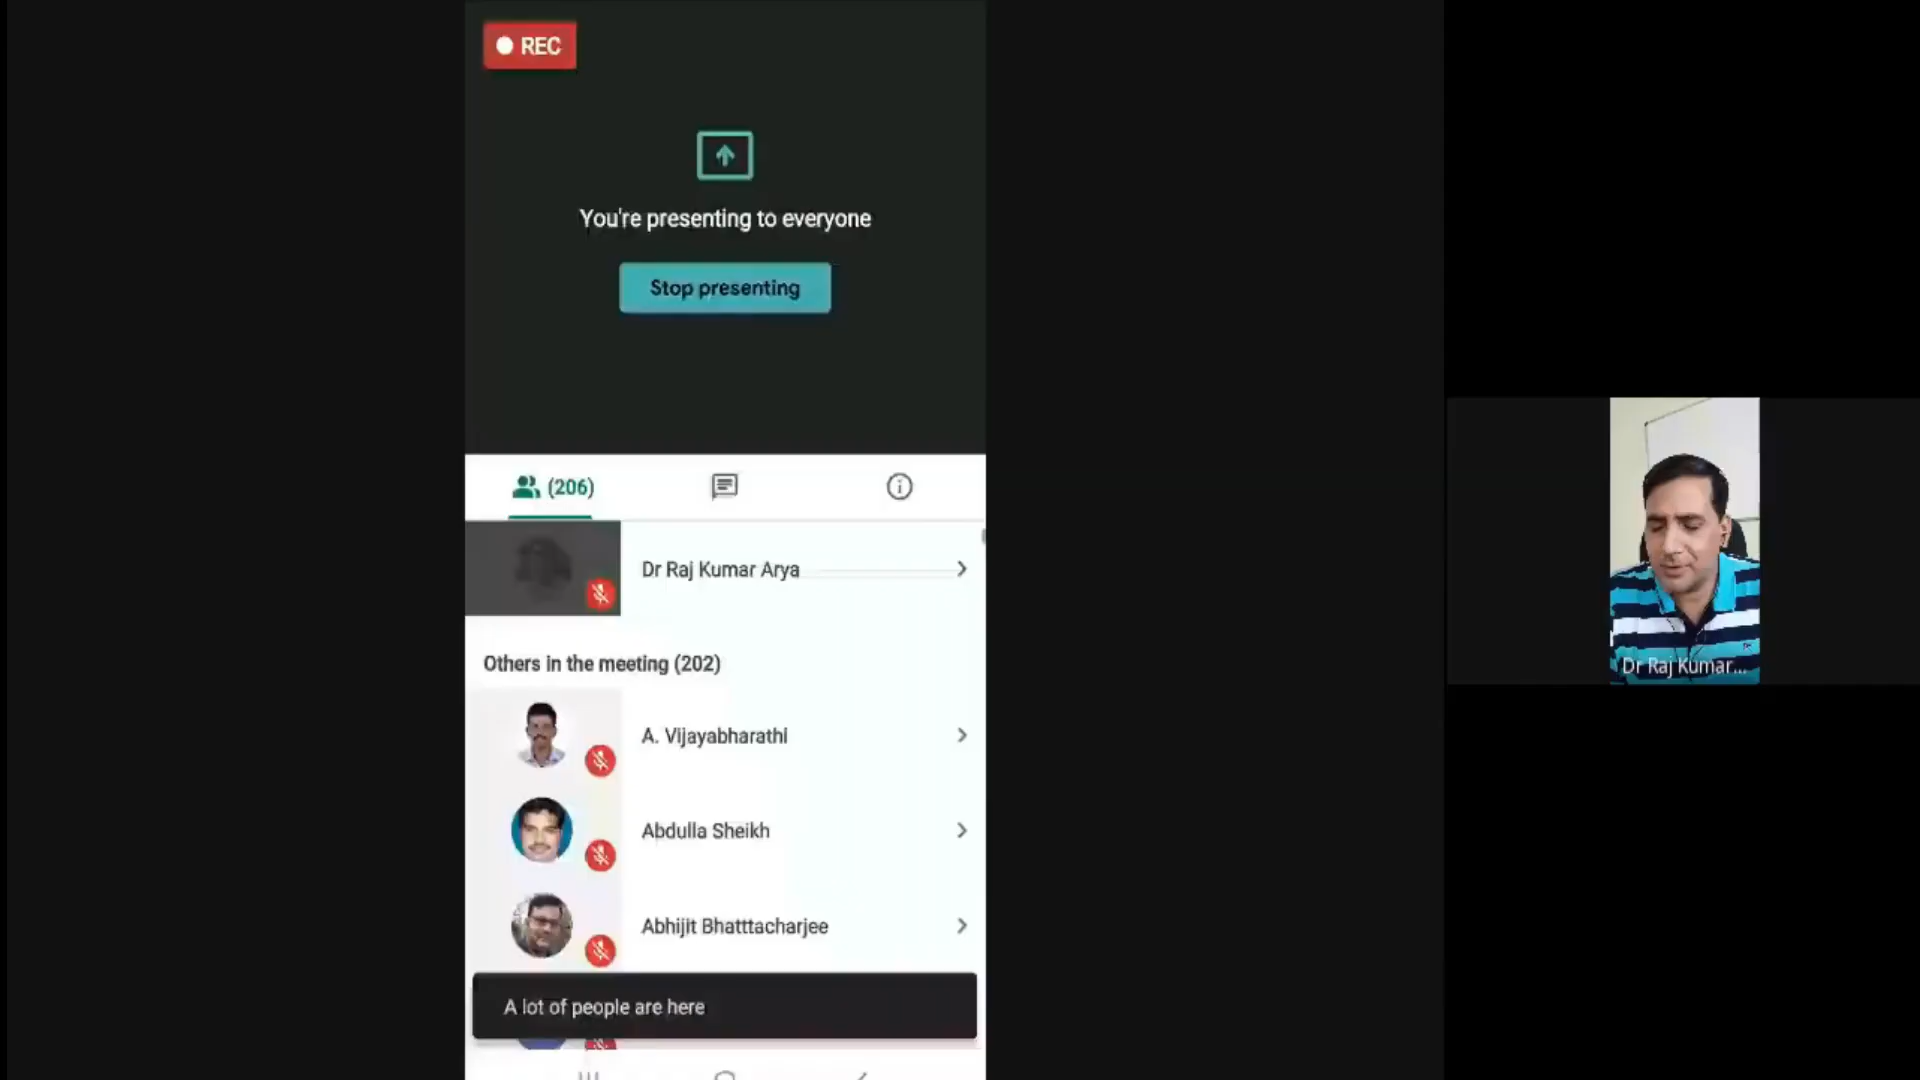 REC
You're presenting to everyone
Stop presenting
(206)
Dr Raj Kumar Arya
Others in the meeting (202)
A. Vijayabharathi
Abdulla Sheikh
Abhijit Bhatttacharjee
A lot of people are here
Dr Raj Kumar...